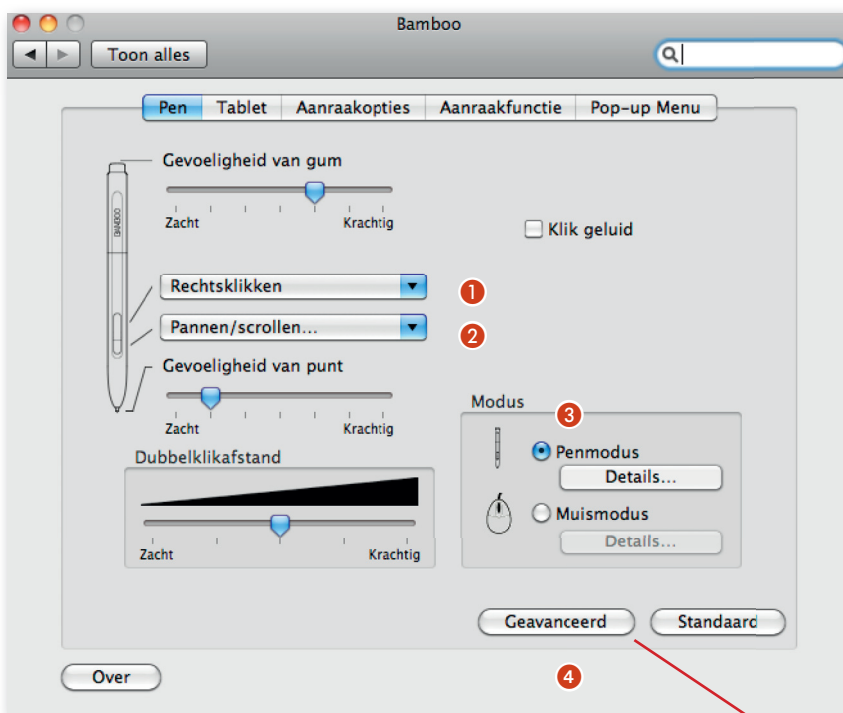 Bamboo
Toon alles
Pen Tablet Aanraakopties Aanraakfunctie Pop-up Menu
Gevoeligheid van gum
Zacht Krachtig
BAMBOO
Klik geluid
Rechtsklikken
1
Pannen/scrollen...
2
Gevoeligheid van punt
Zacht Krachtig
Modus
3
Penmodus
Details...
Muismodus
Details...
Dubbelklikafstand
Zacht Krachtig
Geavanceerd Standaard
Over
4